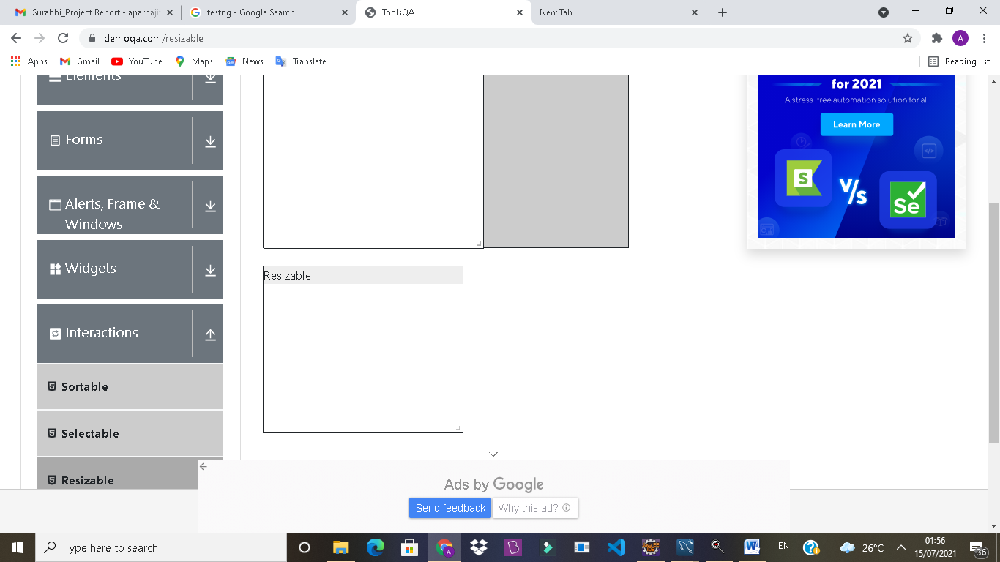 Surabhi_Project Report - aparnaji
testng - Google Search
ToolsQA
New Tab
demoqa.com/resizable
A
Apps
Gmail
YouTube
Maps
News
Translate
Reading list
Elements
Forms
Alerts, Frame &
Windows
Widgets
Interactions
Sortable
Selectable
Resizable
Resizable
for 2021
A stress-free automation solution for all
Learn More
S
V/s
Se
Ads by Google
Send feedback
Why this ad?
Type here to search
EN
26°C
01:56
15/07/2021
36